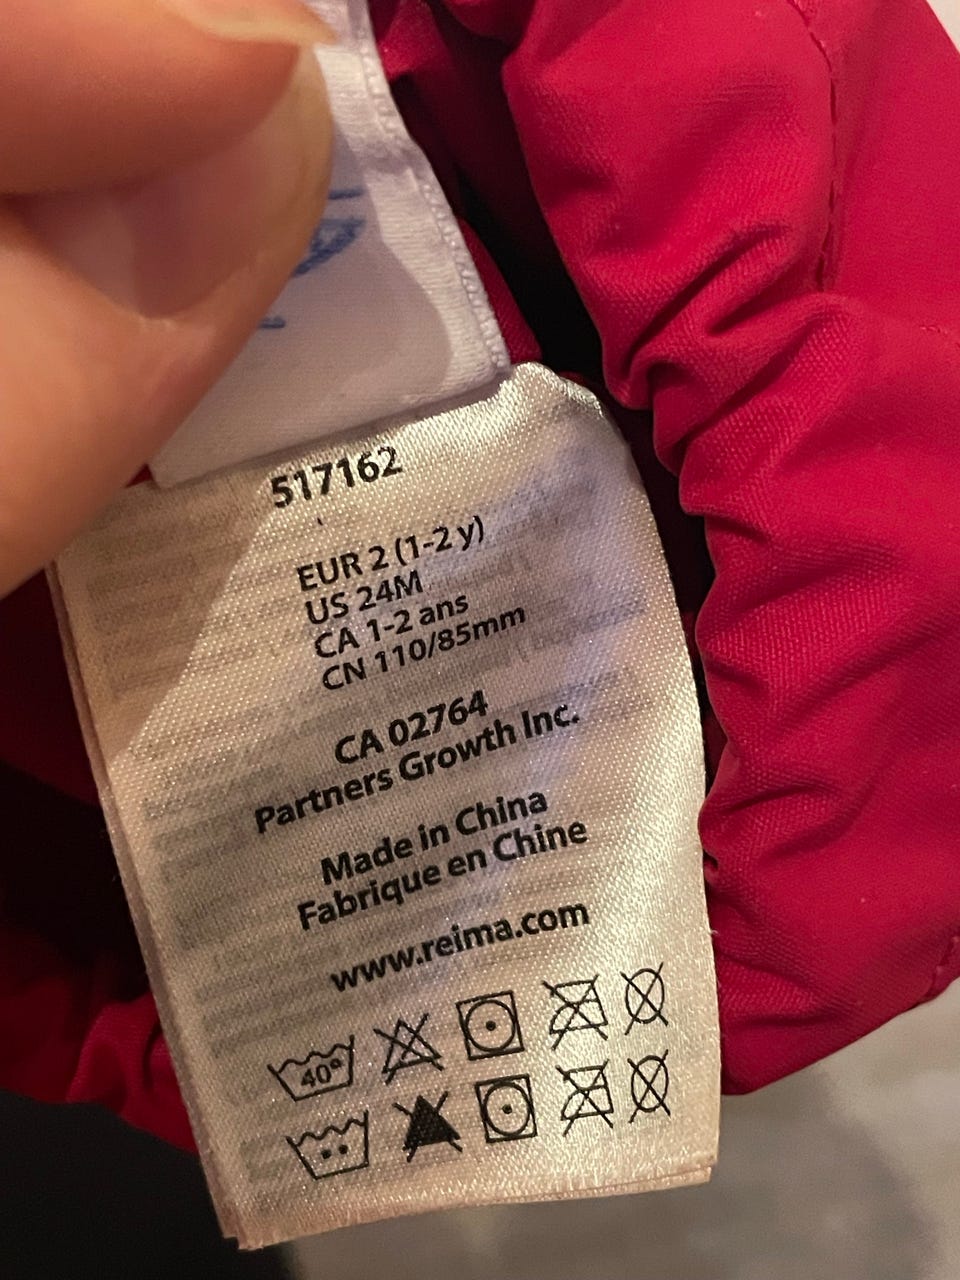 517162
EUR 2 (1-2 y)
US 24M
CA 1-2 ans
CN 110/85mm
CA 02764
Partners Growth Inc.
Made in China
Fabrique en Chine
www.reima.com
40°